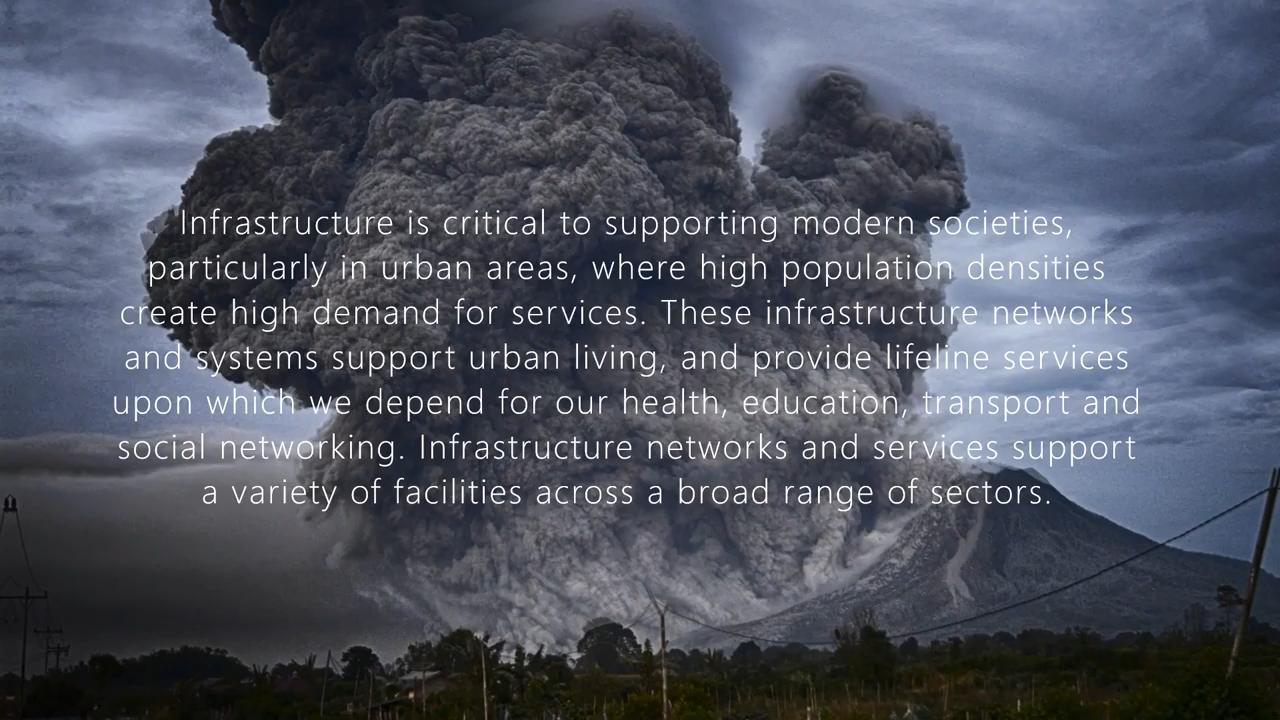 Infrastructure is critical to supporting modern societies,
particularly in urban areas, where high population densities
create high demand for services. These infrastructure networks
and systems support urban living, and provide lifeline services
upon which we depend for our health, education, transport and
social networking. Infrastructure networks and services support
a variety of facilities across a broad range of sectors.